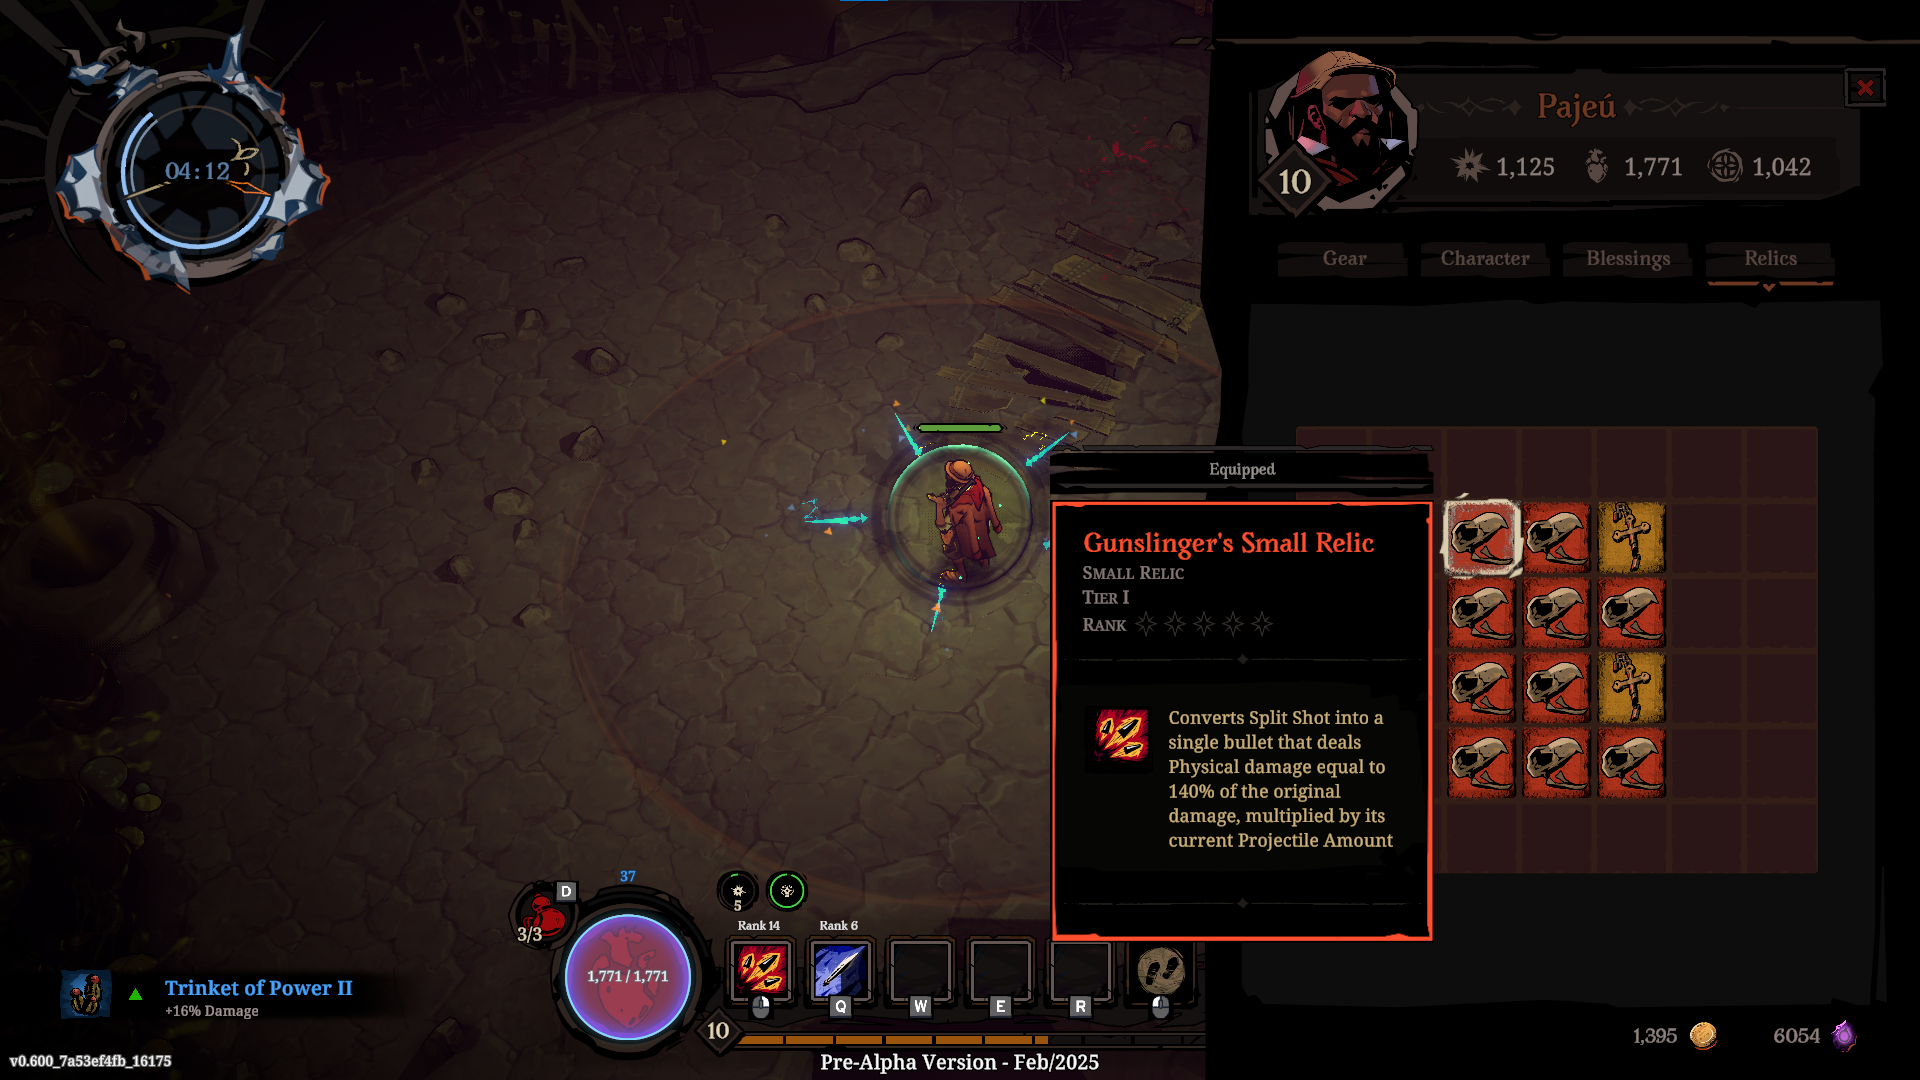 04:12
Pajeú
10
1,125
1,771
1,042
Gear
Character
Blessings
Relics
Equipped
Gunslinger's Small Relic
Small Relic
Tier I
Rank
Converts Split Shot into a
single bullet that deals
Physical damage equal to
140% of the original
damage, multiplied by its
current Projectile Amount
37
D
3/3
5
Rank 14
Rank 6
1,771 / 1,771
Q
W
E
R
10
Trinket of Power II
+16% Damage
1,395
6054
v0.600_7a53ef4fb_16175
Pre-Alpha Version - Feb/2025